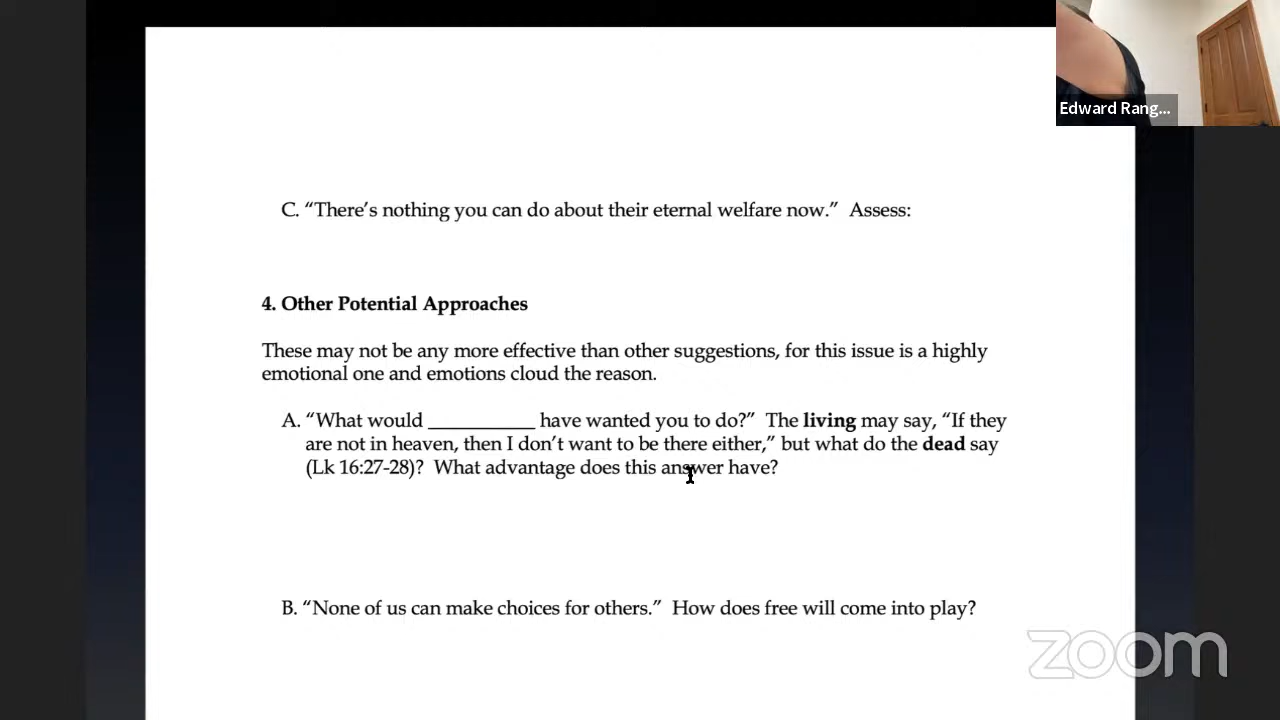 Edward Rang...
C. “There’s nothing you can do about their eternal welfare now.” Assess:
4. Other Potential Approaches
These may not be any more effective than other suggestions, for this issue is a highly
emotional one and emotions cloud the reason.
A. “What would ___________ have wanted you to do?” The living may say, “If they
are not in heaven, then I don’t want to be there either,” but what do the dead say
(Lk 16:27-28)? What advantage does this answer have?
B. “None of us can make choices for others.” How does free will come into play?
zoom